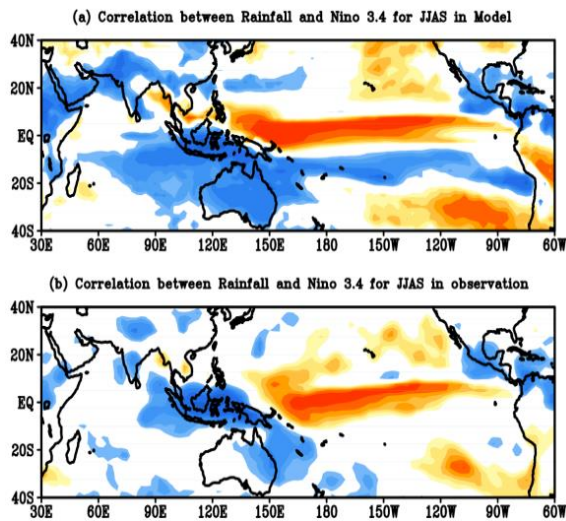 (a) Correlation between Rainfall and Nino 3.4 for JJAS in Model
40N
20N
EQ
20S
40S
30E 60E 90E 120E 150E 180 150W 120W 90W 60W
(b) Correlation between Rainfall and Nino 3.4 for JJAS in observation
40N
20N
EQ
20S
40S
30E 60E 90E 120E 150E 180 150W 120W 90W 60W